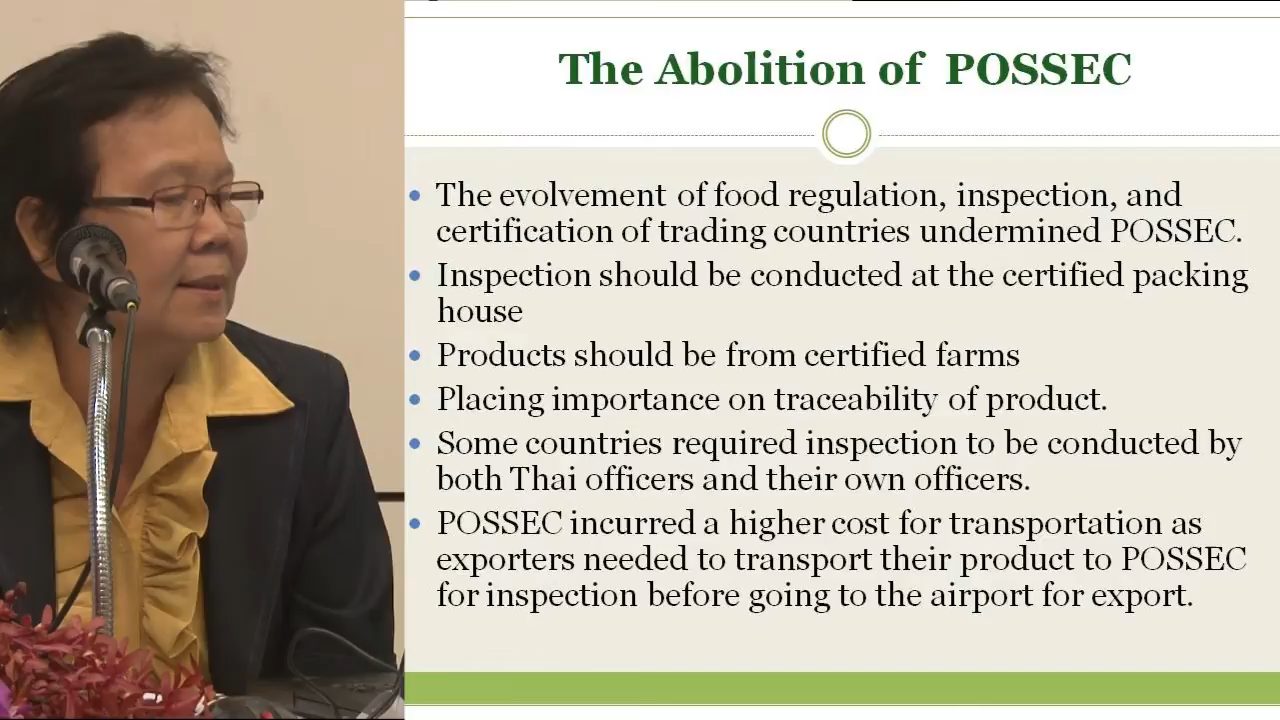 The Abolition of POSSEC
• The evolvement of food regulation, inspection, and
certification of trading countries undermined POSSEC.
• Inspection should be conducted at the certified packing
house
• Products should be from certified farms
• Placing importance on traceability of product.
• Some countries required inspection to be conducted by
both Thai officers and their own officers.
• POSSEC incurred a higher cost for transportation as
exporters needed to transport their product to POSSEC
for inspection before going to the airport for export.